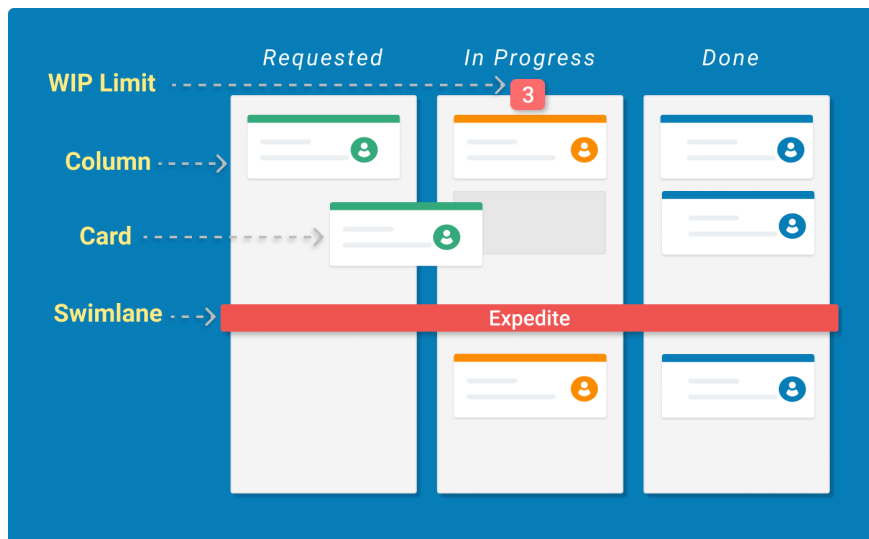 Requested
In Progress
Done
WIP Limit
3
Column
Card
Swimlane
Expedite